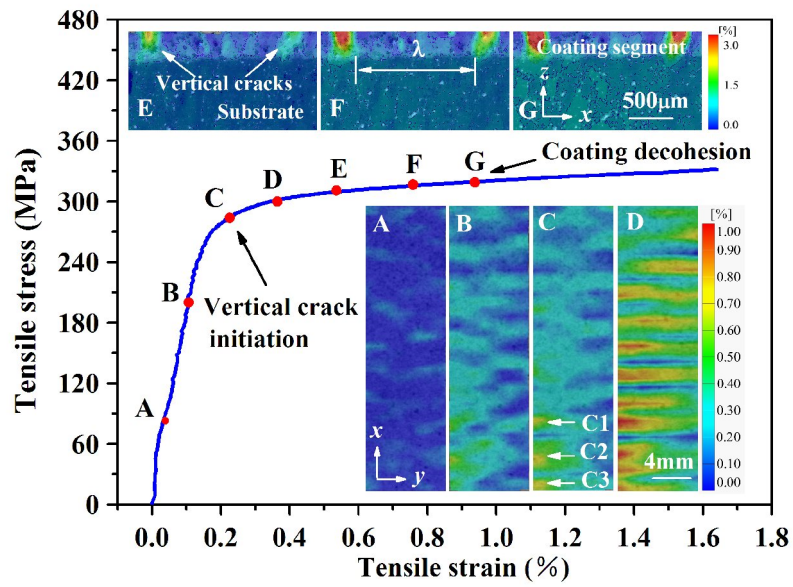 480
420
360
300
240
180
120
60
0
Tensile stress (MPa)
0.0 0.2 0.4 0.6 0.8 1.0 1.2 1.4 1.6 1.8
Tensile strain (%)
Vertical cracks
Substrate
E
λ
F
Coating segment
z
x
G
500μm
[%]
3.0
1.5
0.0
A
B
C
D
E
F
G
Coating decohesion
Vertical crack
initiation
A
B
C
D
x
y
C1
C2
C3
4mm
[%]
1.00
0.90
0.80
0.70
0.60
0.50
0.40
0.30
0.20
0.10
0.00